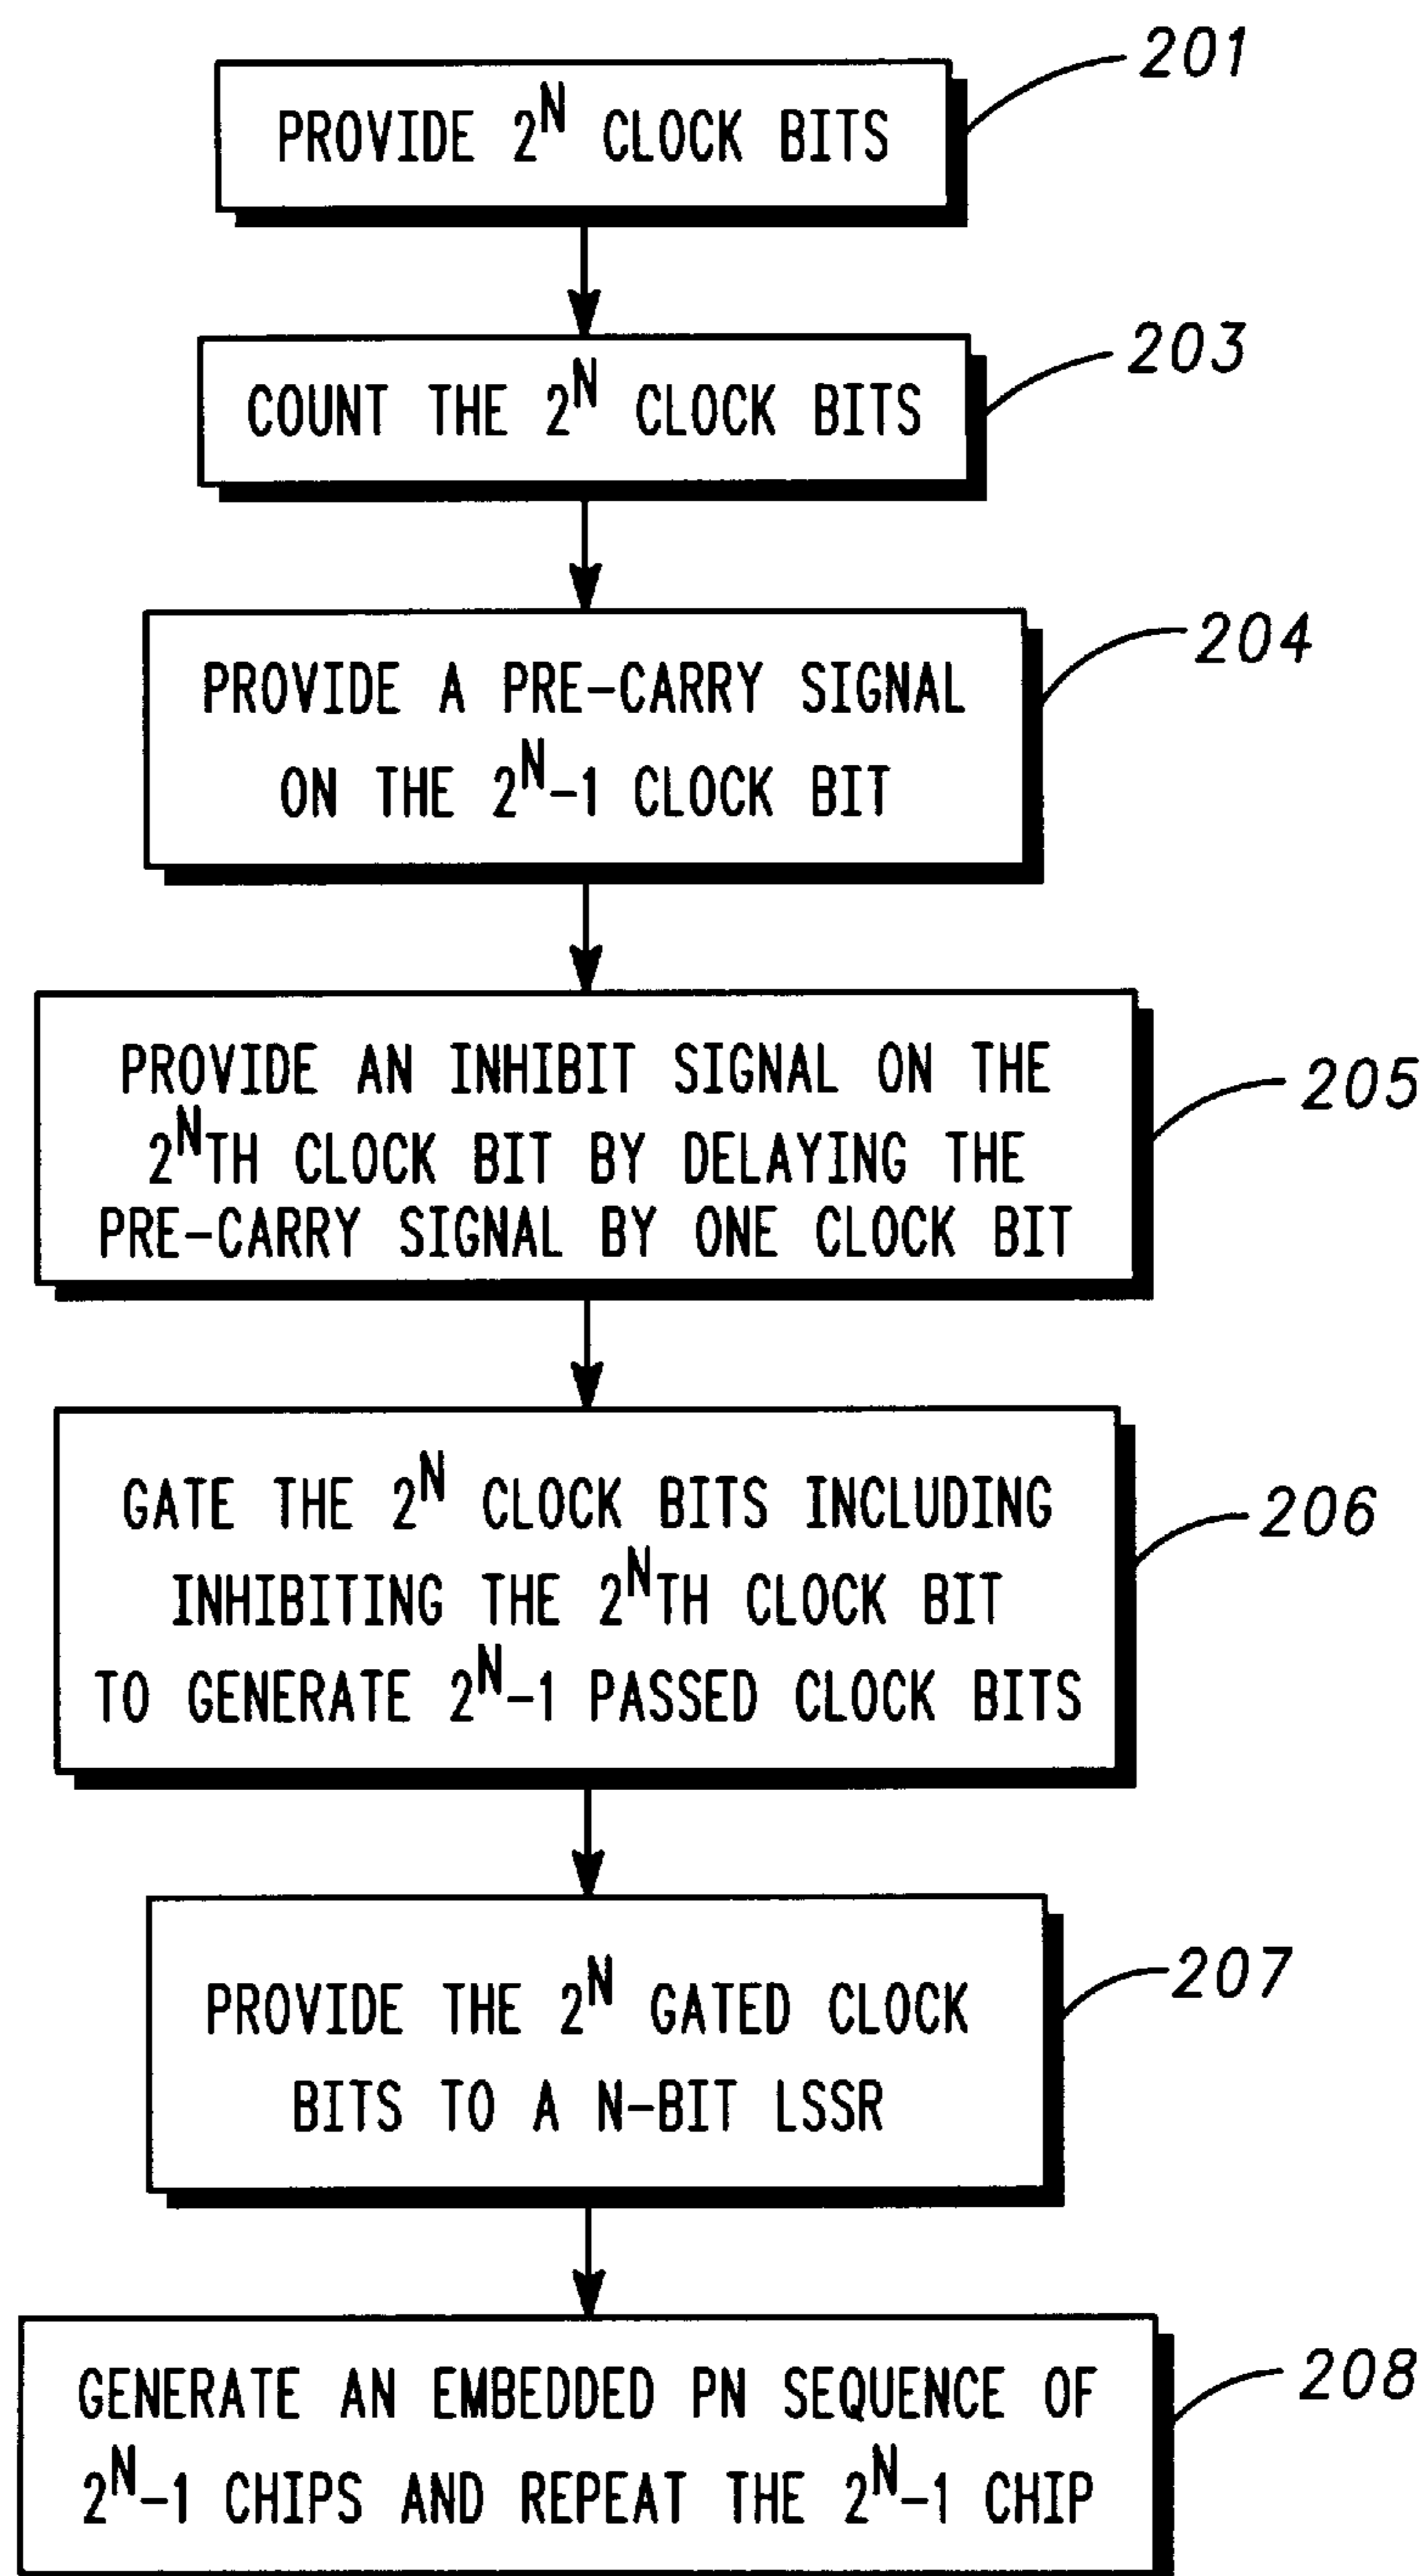 201
PROVIDE 2^N CLOCK BITS
203
COUNT THE 2^N CLOCK BITS
204
PROVIDE A PRE-CARRY SIGNAL
ON THE 2^N-1 CLOCK BIT
205
PROVIDE AN INHIBIT SIGNAL ON THE
2^NTH CLOCK BIT BY DELAYING THE
PRE-CARRY SIGNAL BY ONE CLOCK BIT
206
GATE THE 2^N CLOCK BITS INCLUDING
INHIBITING THE 2^NTH CLOCK BIT
TO GENERATE 2^N-1 PASSED CLOCK BITS
207
PROVIDE THE 2^N GATED CLOCK
BITS TO A N-BIT LSSR
208
GENERATE AN EMBEDDED PN SEQUENCE OF
2^N-1 CHIPS AND REPEAT THE 2^N-1 CHIP